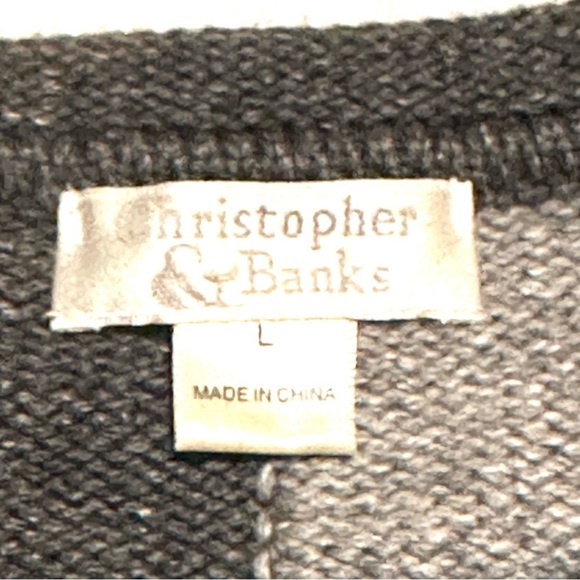 Christopher
& Banks
L
MADE IN CHINA